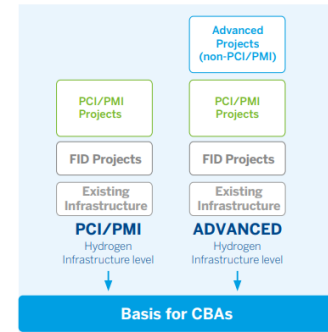 Advanced
Projects
(non-PCI/PMI)
PCI/PMI
Projects
PCI/PMI
Projects
FID Projects
FID Projects
Existing
Infrastructure
Existing
Infrastructure
PCI/PMI
Hydrogen
Infrastructure level
ADVANCED
Hydrogen
Infrastructure level
Basis for CBAs